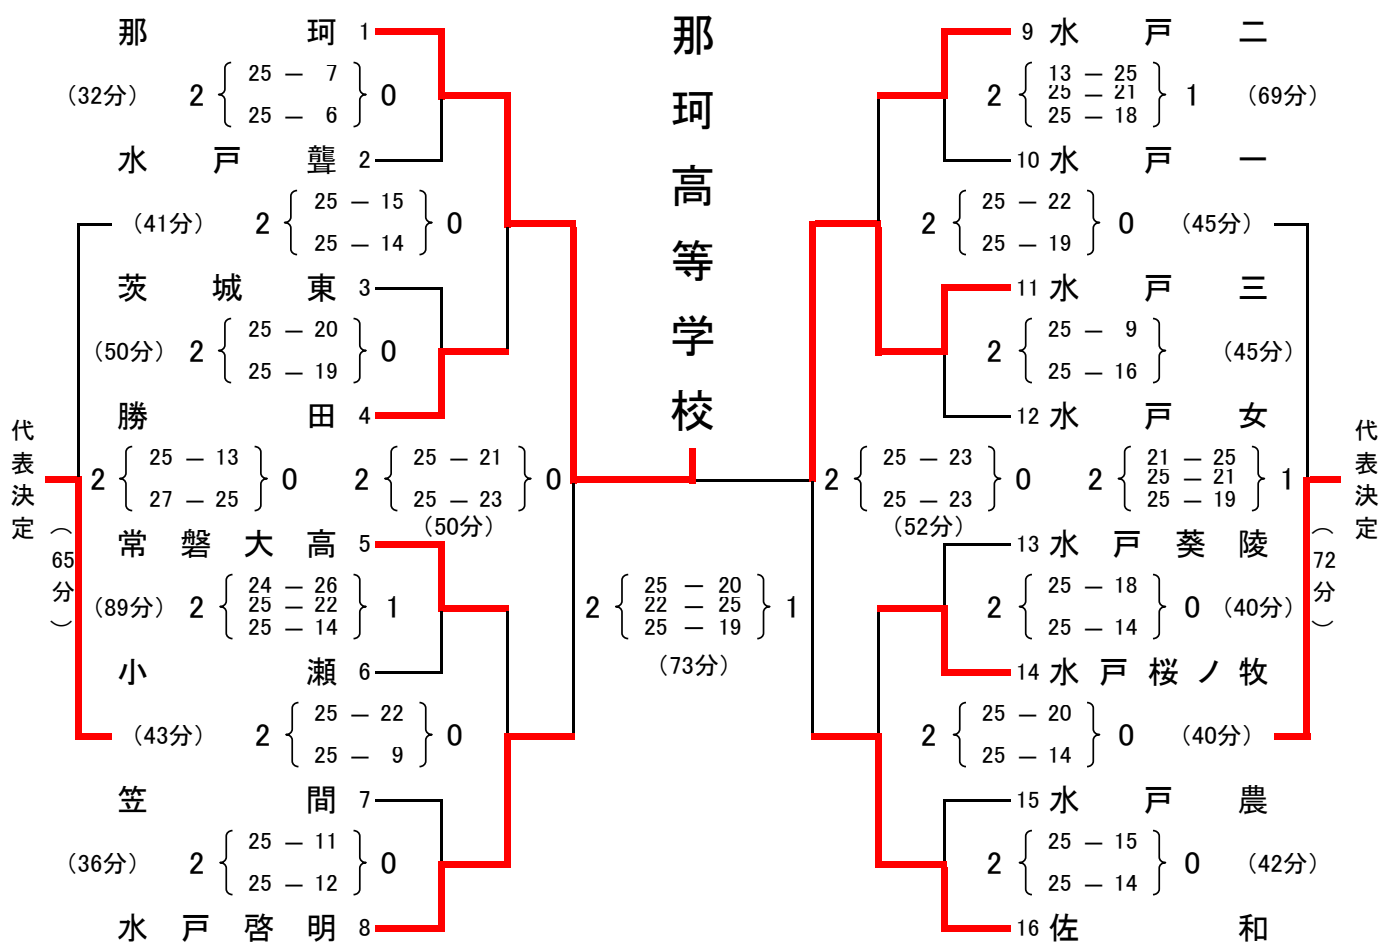 那珂高等学校
那珂 1
25 — 7
(32分) 2 0
25 — 6
水戸聾 2
25 — 15
(41分) 2 0
25 — 14
茨城東 3
25 — 20
(50分) 2 0
25 — 19
勝田 4
代表決定
25 — 13
2 0
27 — 25
(65分)
25 — 21
2 0
25 — 23
(50分)
常磐大高 5
24 — 26
(89分) 2 25 — 22 1
25 — 14
小瀬 6
25 — 22
(43分) 2 0
25 — 9
笠間 7
25 — 11
(36分) 2 0
25 — 12
水戸啓明 8
25 — 20
2 22 — 25 1
25 — 19
(73分)
9 水戸二
13 — 25
2 25 — 21 1 (69分)
25 — 18
10 水戸一
25 — 22
2 0 (45分)
25 — 19
11 水戸三
25 — 9
2 (45分)
25 — 16
12 水戸女
25 — 23
2 0
25 — 23
(52分)
21 — 25
2 25 — 21 1
25 — 19
代表決定
(72分)
13 水戸葵陵
25 — 18
2 0 (40分)
25 — 14
14 水戸桜ノ牧
25 — 20
2 0 (40分)
25 — 14
15 水戸農
25 — 15
2 0 (42分)
25 — 14
16 佐和